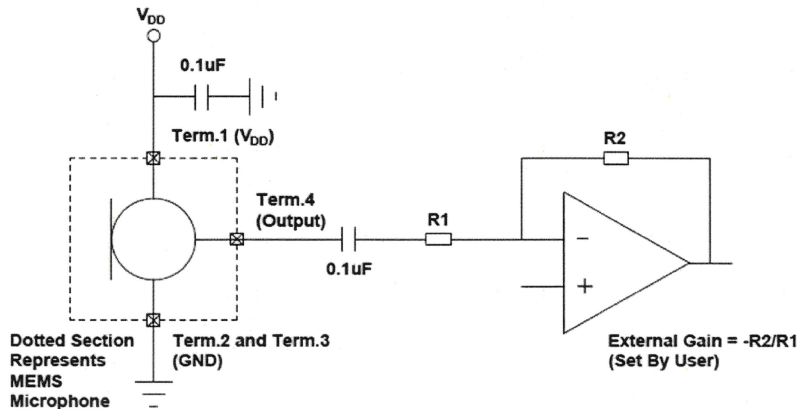 V_DD
0.1uF
Term.1 (V_DD)
R2
Term.4
(Output)
R1
0.1uF
−
+
Dotted Section
Represents
MEMS
Microphone
Term.2 and Term.3
(GND)
External Gain = -R2/R1
(Set By User)